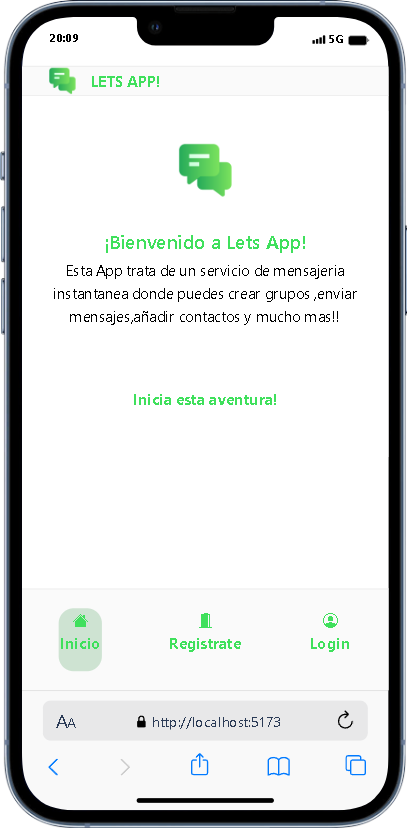 20:09
5G
LETS APP!
¡Bienvenido a Lets App!
Esta App trata de un servicio de mensajeria
instantanea donde puedes crear grupos ,enviar
mensajes,añadir contactos y mucho mas!!
Inicia esta aventura!
Inicio Registrate Login
AA http://localhost:5173